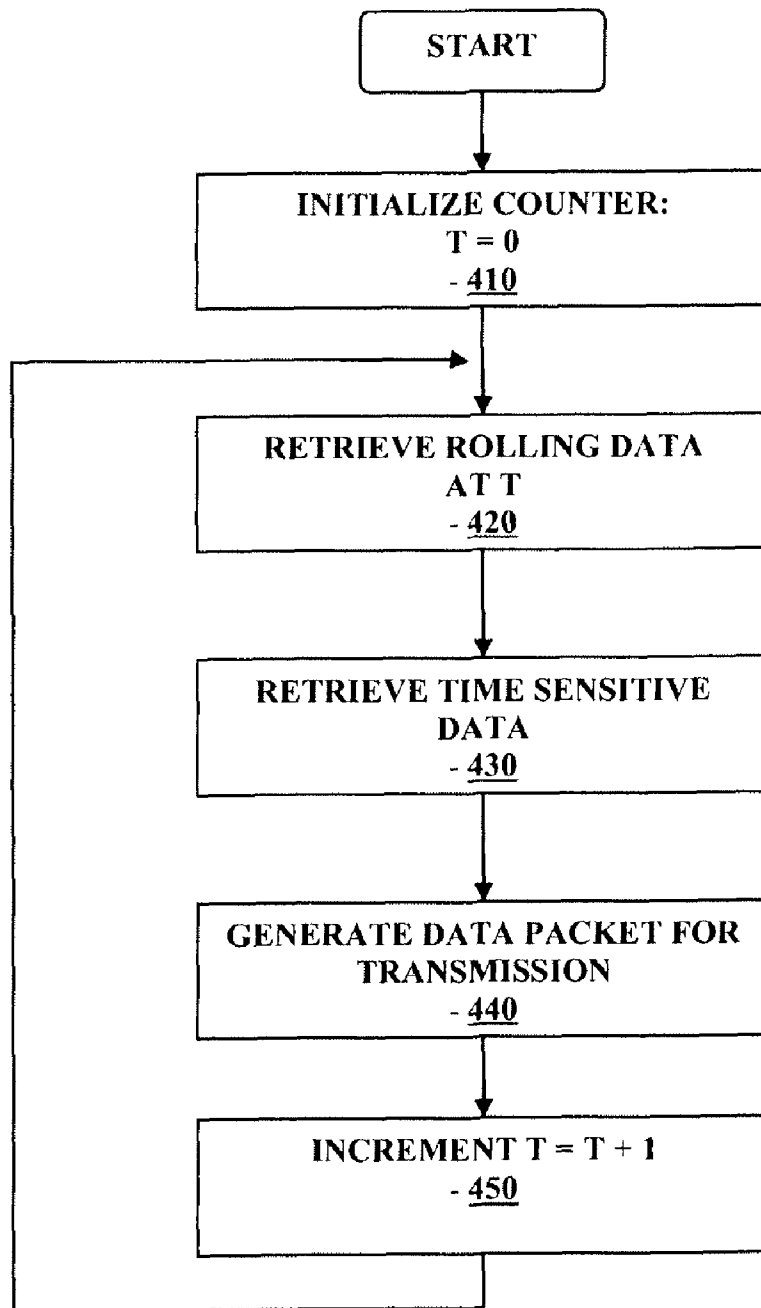 START
INITIALIZE COUNTER:
T = 0
- 410
RETRIEVE ROLLING DATA
AT T
- 420
RETRIEVE TIME SENSITIVE
DATA
- 430
GENERATE DATA PACKET FOR
TRANSMISSION
- 440
INCREMENT T = T + 1
- 450